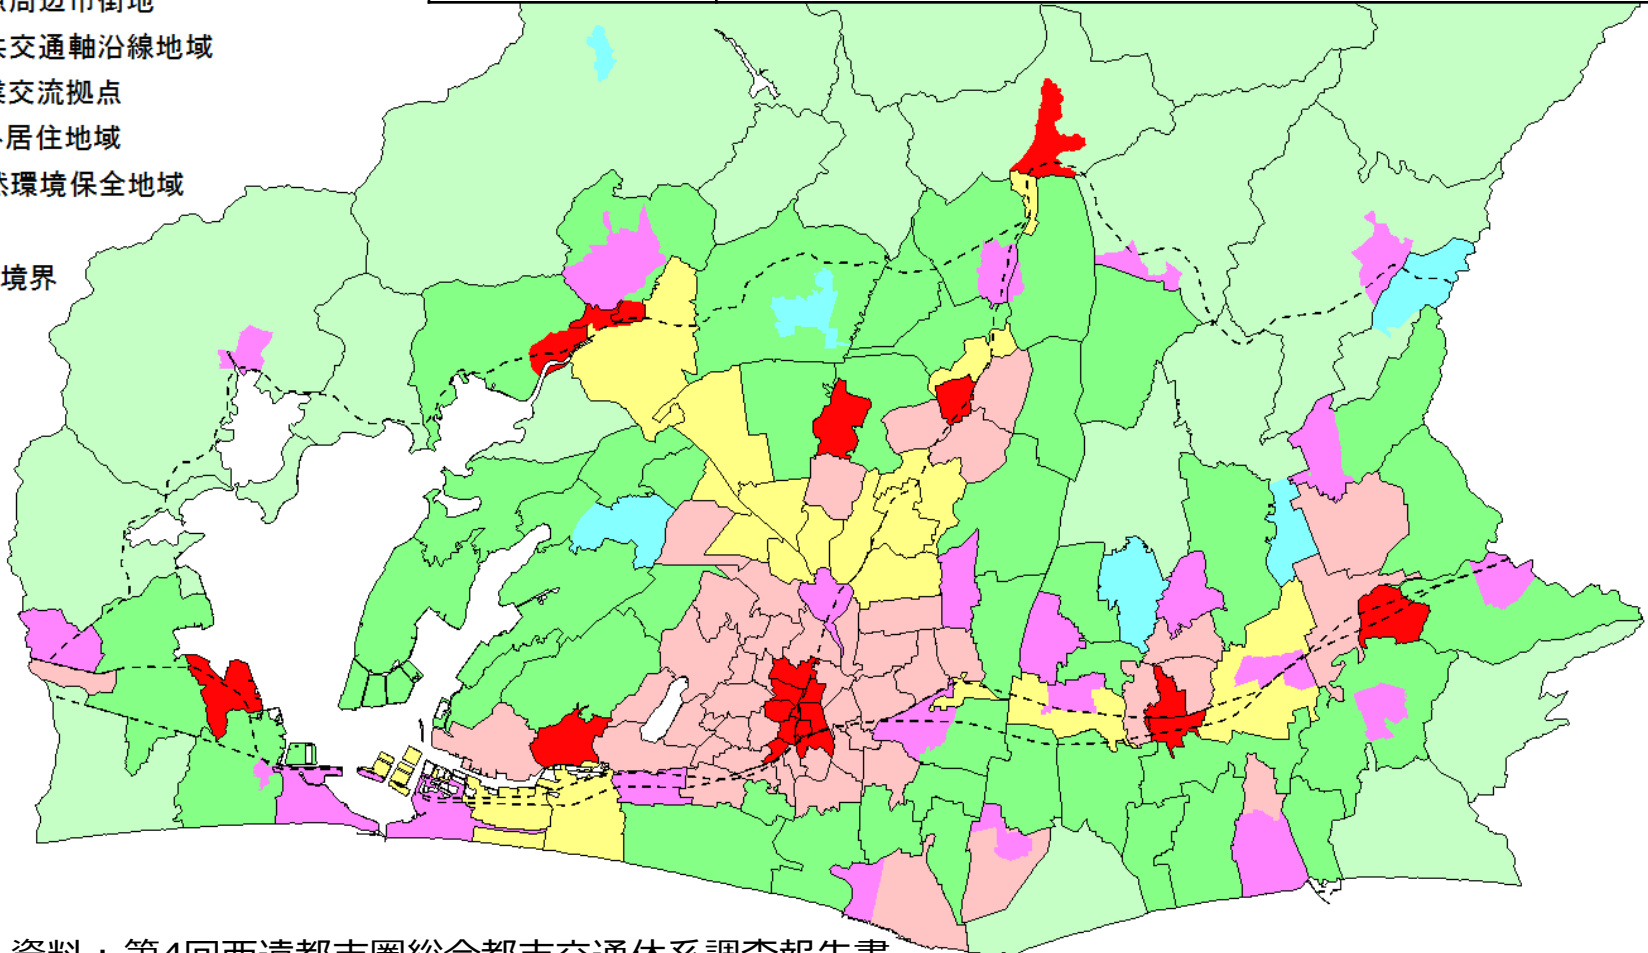 周辺市街地
交通軸沿線地域
交流拠点
居住地域
環境保全地域
境界
資料：第4回西遠都市圏総合都市交通体系調査報告書